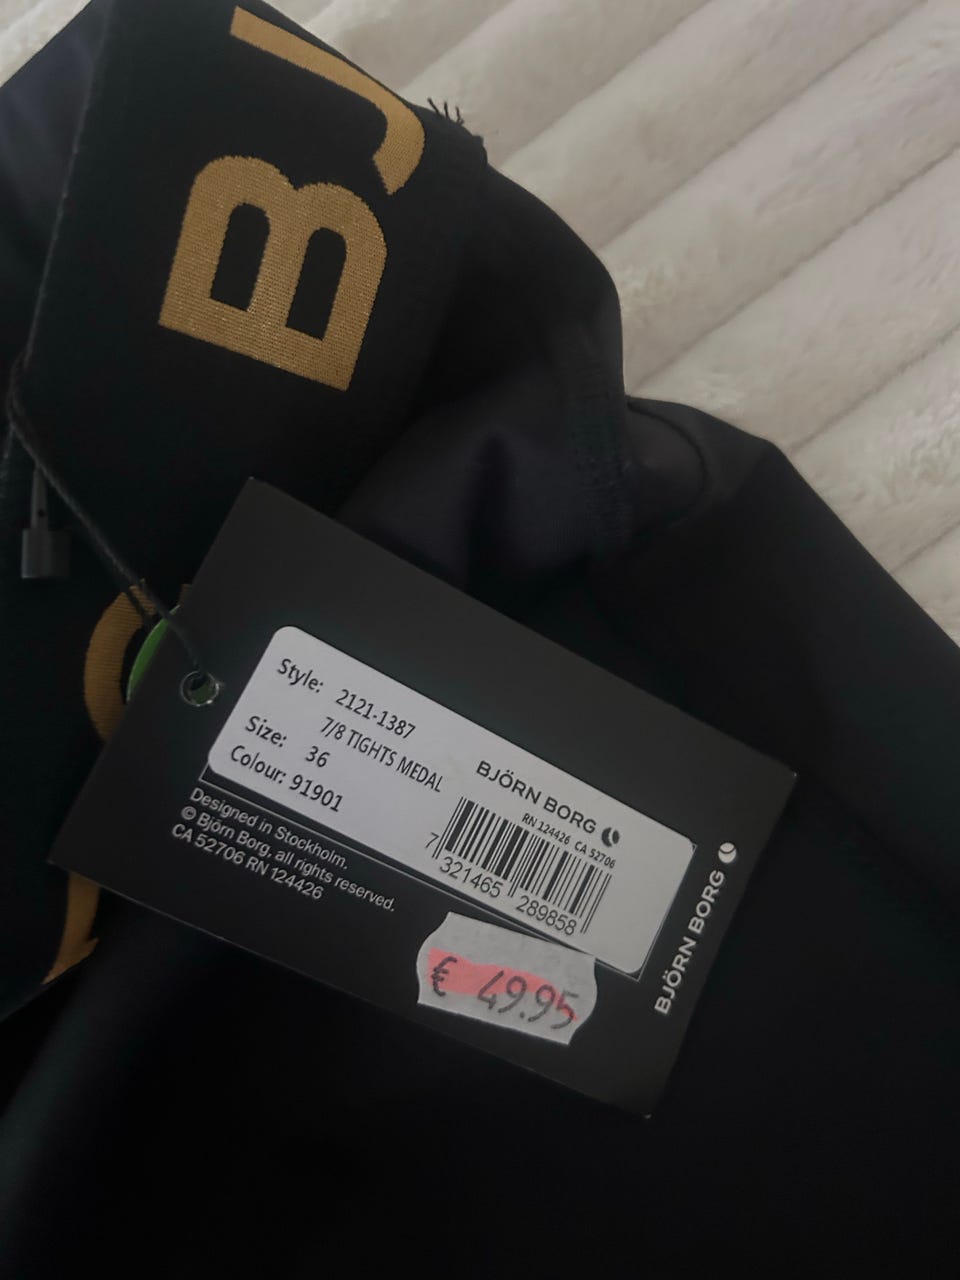 BJ
Style: 2121-1387
7/8 TIGHTS MEDAL
Size: 36
Colour: 91901
BJÖRN BORG
RN 124426 CA 52706
7 321465 289858
Designed in Stockholm.
© Björn Borg, all rights reserved.
CA 52706 RN 124426
BJÖRN BORG
€ 49.95